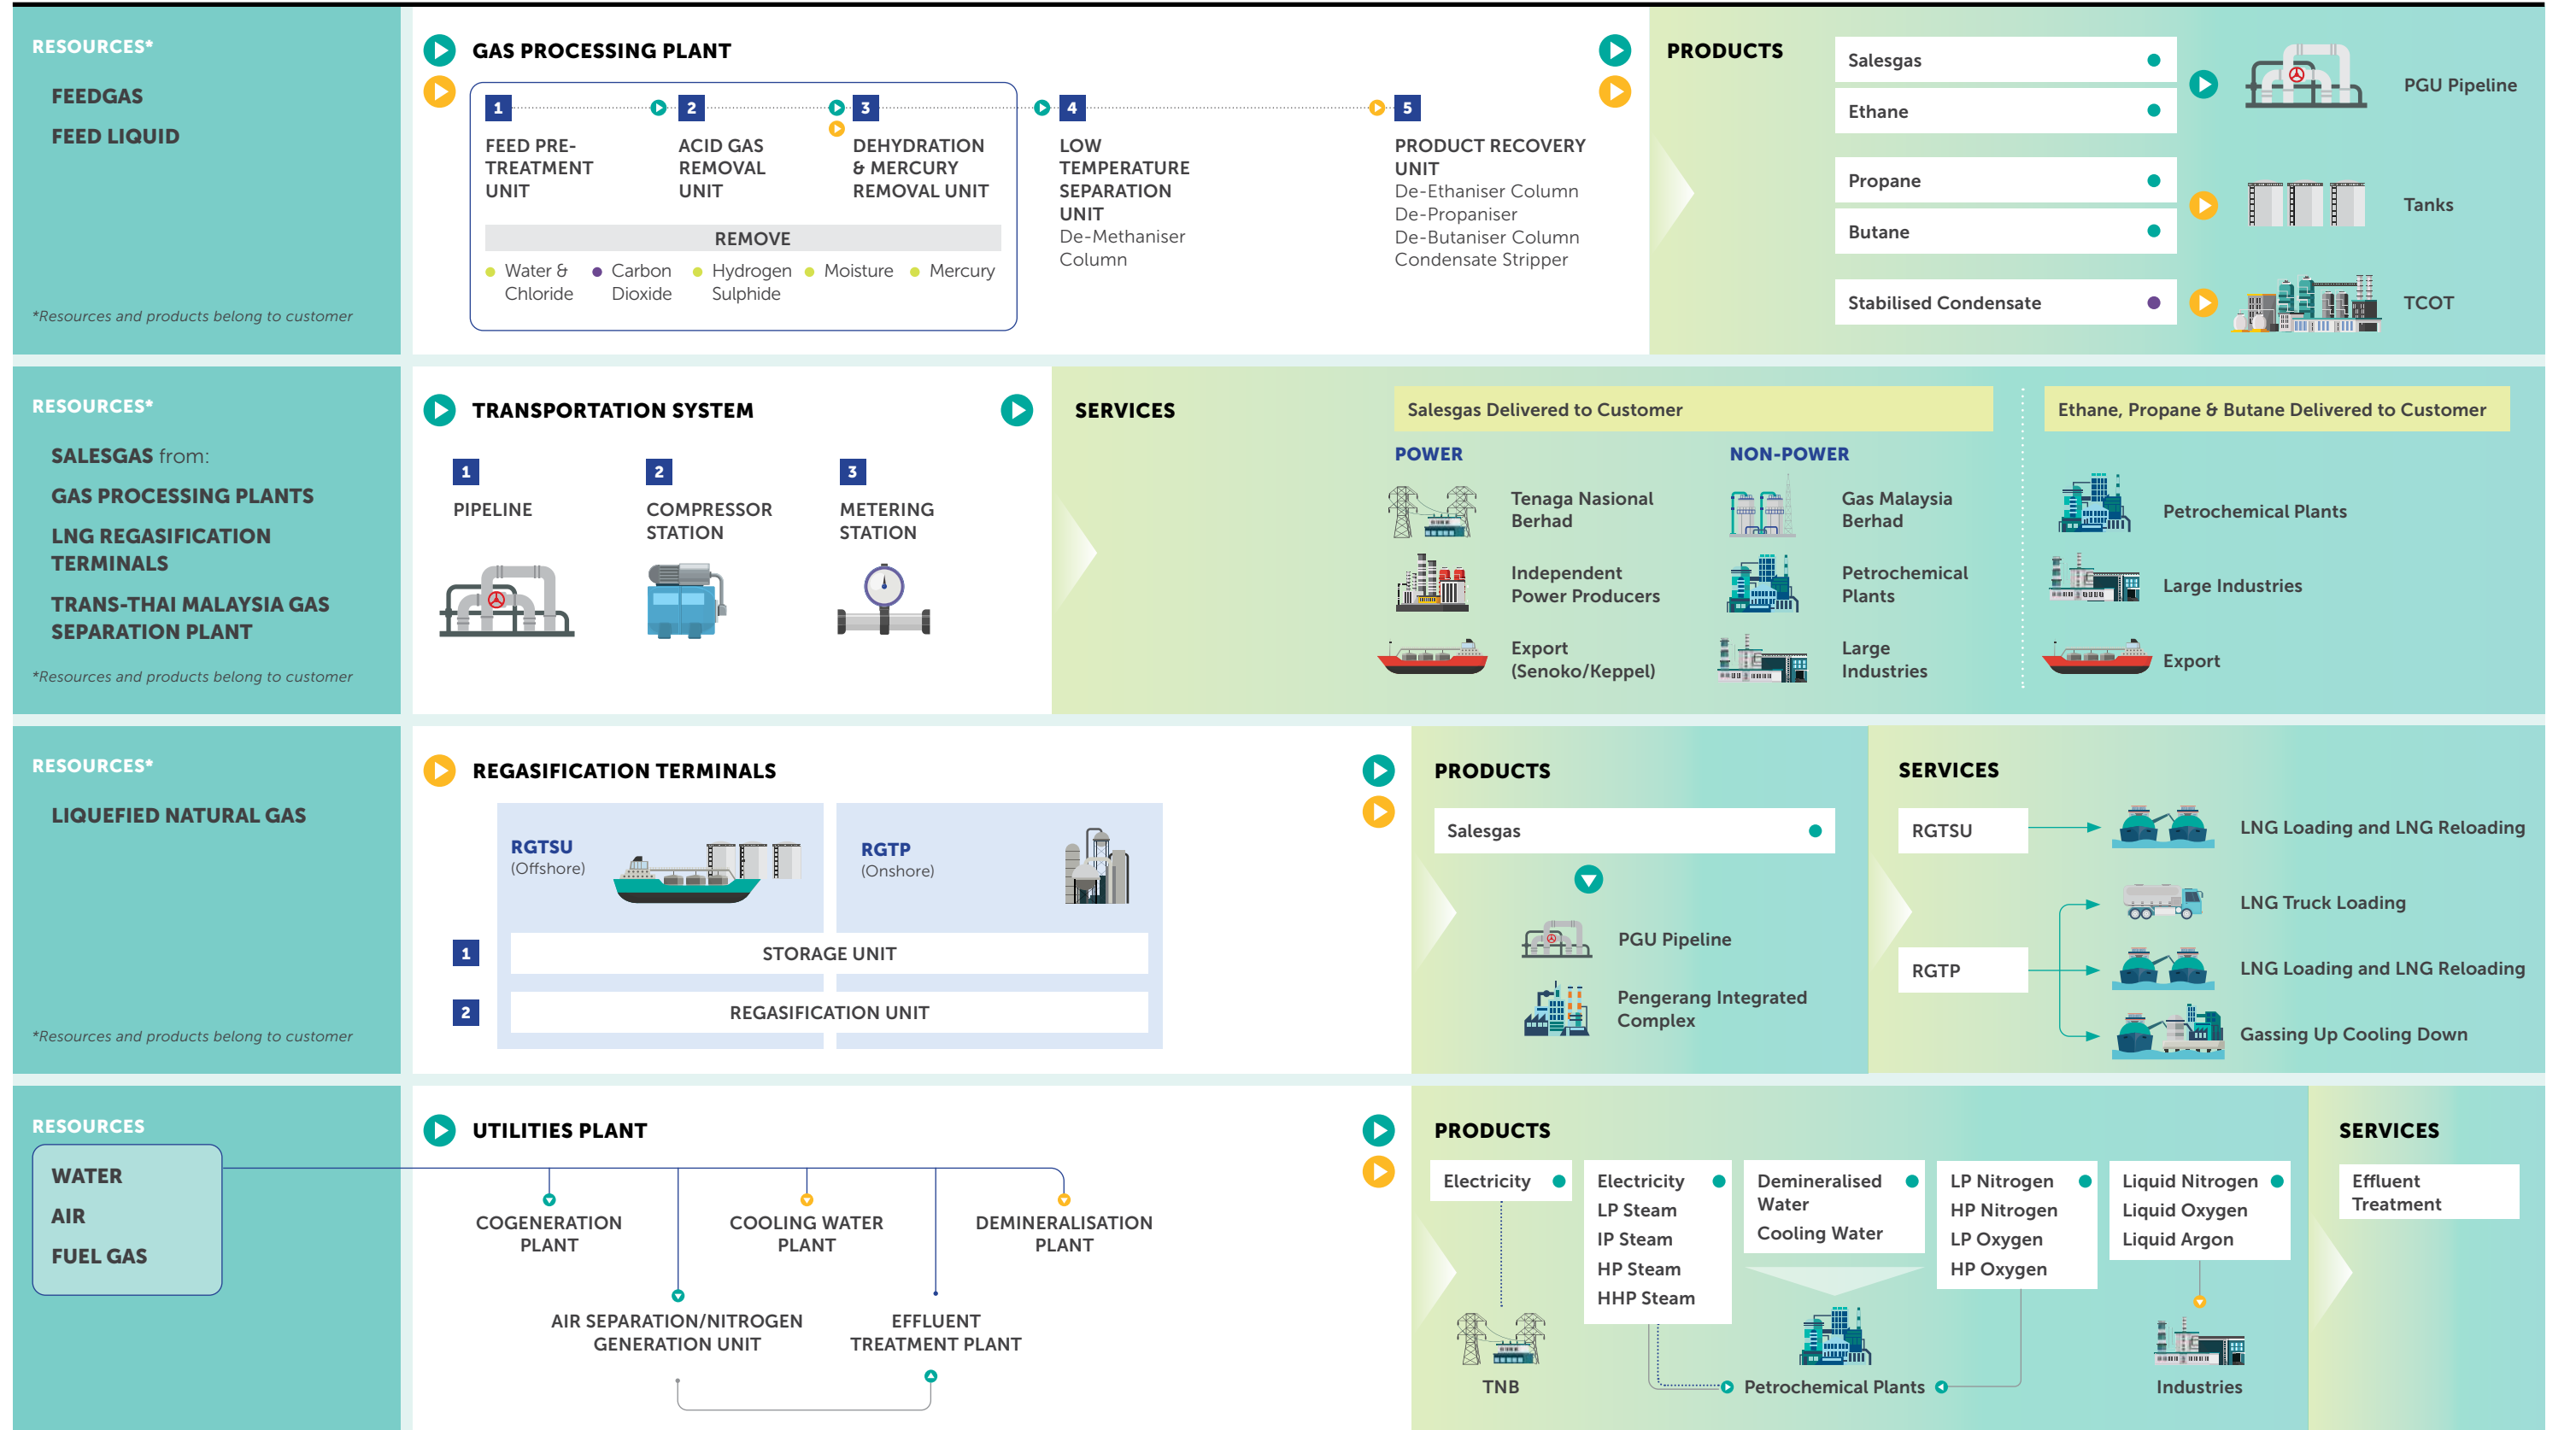 RESOURCES*
FEEDGAS
FEED LIQUID
*Resources and products belong to customer
GAS PROCESSING PLANT
1
FEED PRE-
TREATMENT
UNIT
2
ACID GAS
REMOVAL
UNIT
3
DEHYDRATION
& MERCURY
REMOVAL UNIT
REMOVE
Water &
Chloride
Carbon
Dioxide
Hydrogen
Sulphide
Moisture
Mercury
4
LOW
TEMPERATURE
SEPARATION
UNIT
De-Methaniser
Column
5
PRODUCT RECOVERY
UNIT
De-Ethaniser Column
De-Propaniser
De-Butaniser Column
Condensate Stripper
PRODUCTS
Salesgas
Ethane
PGU Pipeline
Propane
Butane
Tanks
Stabilised Condensate
TCOT
RESOURCES*
SALESGAS from:
GAS PROCESSING PLANTS
LNG REGASIFICATION
TERMINALS
TRANS-THAI MALAYSIA GAS
SEPARATION PLANT
*Resources and products belong to customer
TRANSPORTATION SYSTEM
1
PIPELINE
2
COMPRESSOR
STATION
3
METERING
STATION
SERVICES
Salesgas Delivered to Customer
POWER
Tenaga Nasional
Berhad
Independent
Power Producers
Export
(Senoko/Keppel)
NON-POWER
Gas Malaysia
Berhad
Petrochemical
Plants
Large
Industries
Ethane, Propane & Butane Delivered to Customer
Petrochemical Plants
Large Industries
Export
RESOURCES*
LIQUEFIED NATURAL GAS
*Resources and products belong to customer
REGASIFICATION TERMINALS
RGTSU
(Offshore)
RGTP
(Onshore)
1
STORAGE UNIT
2
REGASIFICATION UNIT
PRODUCTS
Salesgas
PGU Pipeline
Pengerang Integrated
Complex
SERVICES
RGTSU
LNG Loading and LNG Reloading
RGTP
LNG Truck Loading
LNG Loading and LNG Reloading
Gassing Up Cooling Down
RESOURCES
WATER
AIR
FUEL GAS
UTILITIES PLANT
COGENERATION
PLANT
COOLING WATER
PLANT
DEMINERALISATION
PLANT
AIR SEPARATION/NITROGEN
GENERATION UNIT
EFFLUENT
TREATMENT PLANT
PRODUCTS
Electricity
TNB
Electricity
LP Steam
IP Steam
HP Steam
HHP Steam
Demineralised
Water
Cooling Water
Petrochemical Plants
LP Nitrogen
HP Nitrogen
LP Oxygen
HP Oxygen
Liquid Nitrogen
Liquid Oxygen
Liquid Argon
Industries
SERVICES
Effluent
Treatment